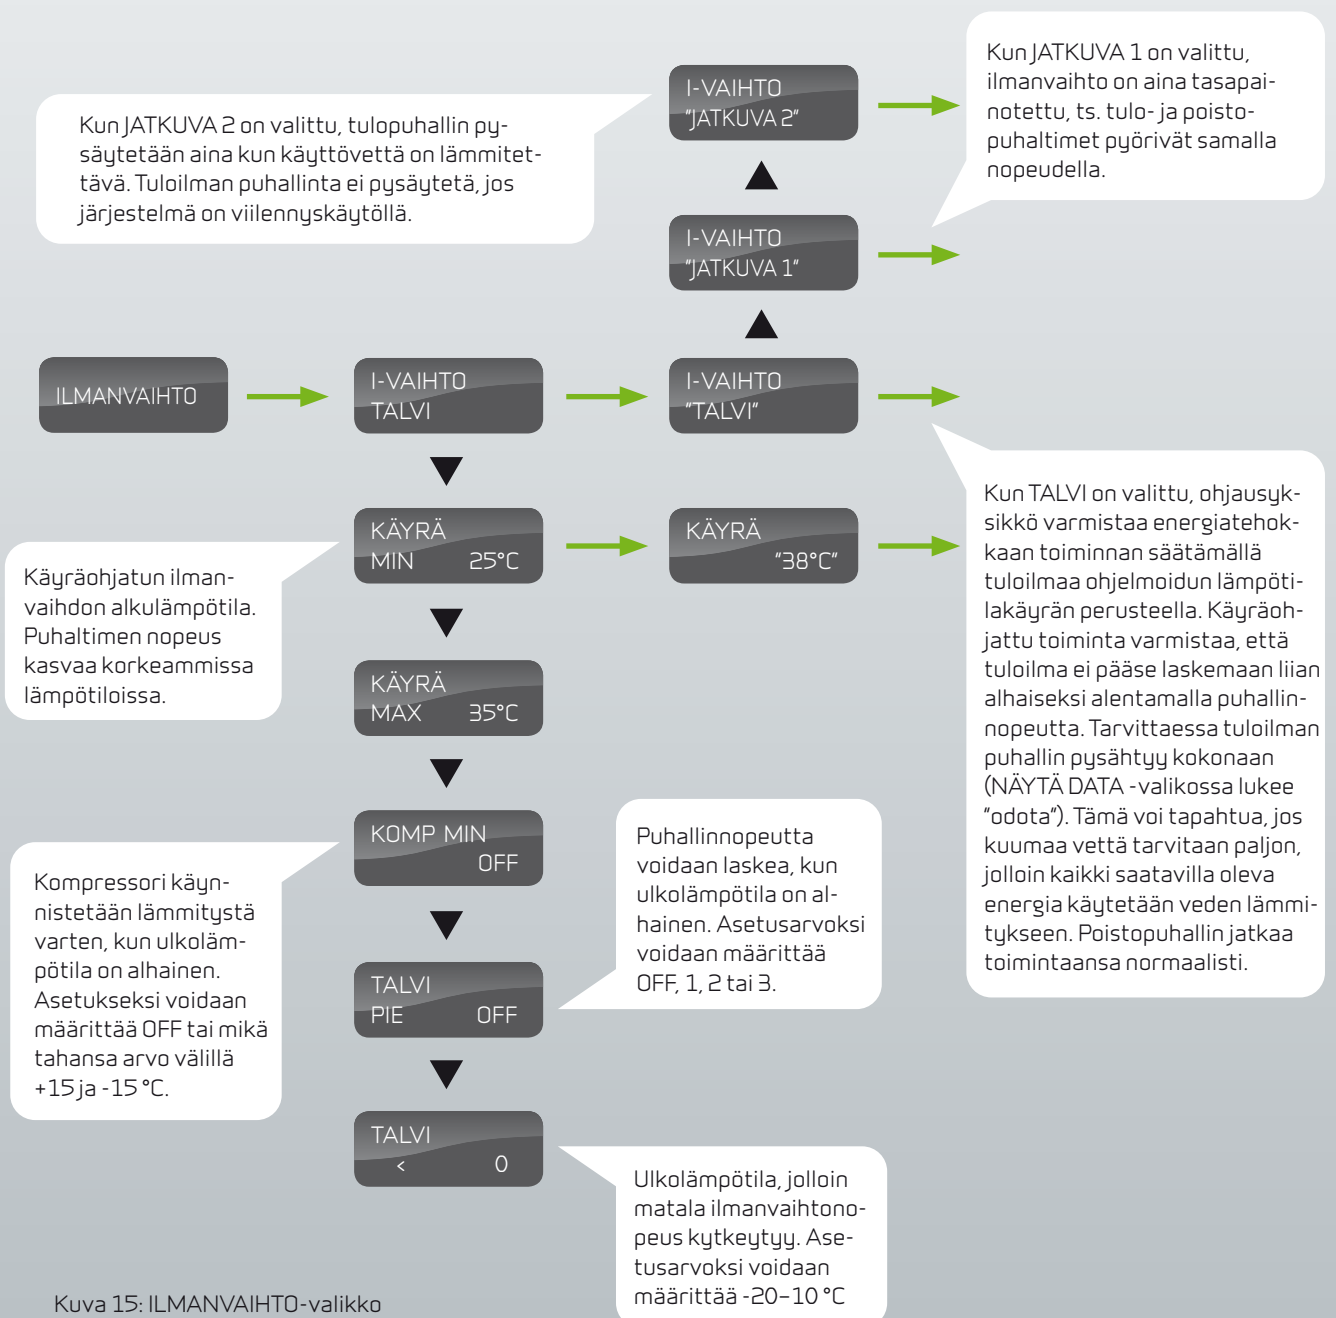 Kun JATKUVA 2 on valittu, tulopuhallin py-
säytetään aina kun käyttövettä on lämmitet-
tävä. Tuloilman puhallinta ei pysäytetä, jos
järjestelmä on viilennyskäytöllä.
I-VAIHTO
"JATKUVA 2"
Kun JATKUVA 1 on valittu,
ilmanvaihto on aina tasapai-
notettu, ts. tulo- ja poisto-
puhaltimet pyörivät samalla
nopeudella.
I-VAIHTO
"JATKUVA 1"
ILMANVAIHTO
I-VAIHTO
TALVI
I-VAIHTO
"TALVI"
Kun TALVI on valittu, ohjausyk-
sikkö varmistaa energiatehok-
kaan toiminnan säätämällä
tuloilmaa ohjelmoidun lämpöti-
lakäyrän perusteella. Käyräoh-
jattu toiminta varmistaa, että
tuloilma ei pääse laskemaan liian
alhaiseksi alentamalla puhallin-
nopeutta. Tarvittaessa tuloilman
puhallin pysähtyy kokonaan
(NÄYTÄ DATA -valikossa lukee
"odota"). Tämä voi tapahtua, jos
kuumaa vettä tarvitaan paljon,
jolloin kaikki saatavilla oleva
energia käytetään veden lämmi-
tykseen. Poistopuhallin jatkaa
toimintaansa normaalisti.
KÄYRÄ
MIN 25°C
KÄYRÄ
"38°C"
Käyräohjatun ilman-
vaihdon alkulämpötila.
Puhaltimen nopeus
kasvaa korkeammissa
lämpötiloissa.
KÄYRÄ
MAX 35°C
KOMP MIN
OFF
Kompressori käyn-
nistetään lämmitystä
varten, kun ulkoläm-
pötila on alhainen.
Asetukseksi voidaan
määrittää OFF tai mikä
tahansa arvo välillä
+15 ja -15 °C.
Puhallinnopeutta
voidaan laskea, kun
ulkolämpötila on al-
hainen. Asetusarvoksi
voidaan määrittää
OFF, 1, 2 tai 3.
TALVI
PIE OFF
TALVI
< 0
Ulkolämpötila, jolloin
matala ilmanvaihtono-
peus kytkeytyy. Ase-
tusarvoksi voidaan
määrittää -20–10 °C
Kuva 15: ILMANVAIHTO-valikko